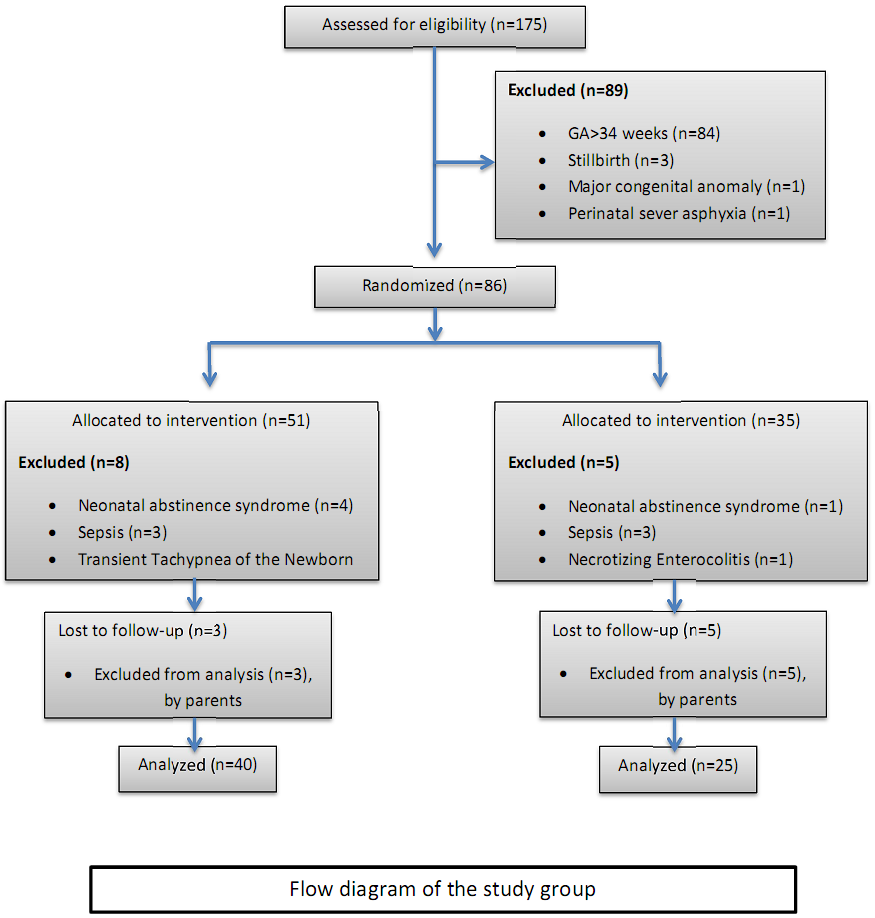 Assessed for eligibility (n=175)
Excluded (n=89)
• GA>34 weeks (n=84)
• Stillbirth (n=3)
• Major congenital anomaly (n=1)
• Perinatal sever asphyxia (n=1)
Randomized (n=86)
Allocated to intervention (n=51)
Excluded (n=8)
• Neonatal abstinence syndrome (n=4)
• Sepsis (n=3)
• Transient Tachypnea of the Newborn
Lost to follow-up (n=3)
• Excluded from analysis (n=3),
by parents
Analyzed (n=40)
Allocated to intervention (n=35)
Excluded (n=5)
• Neonatal abstinence syndrome (n=1)
• Sepsis (n=3)
• Necrotizing Enterocolitis (n=1)
Lost to follow-up (n=5)
• Excluded from analysis (n=5),
by parents
Analyzed (n=25)
Flow diagram of the study group